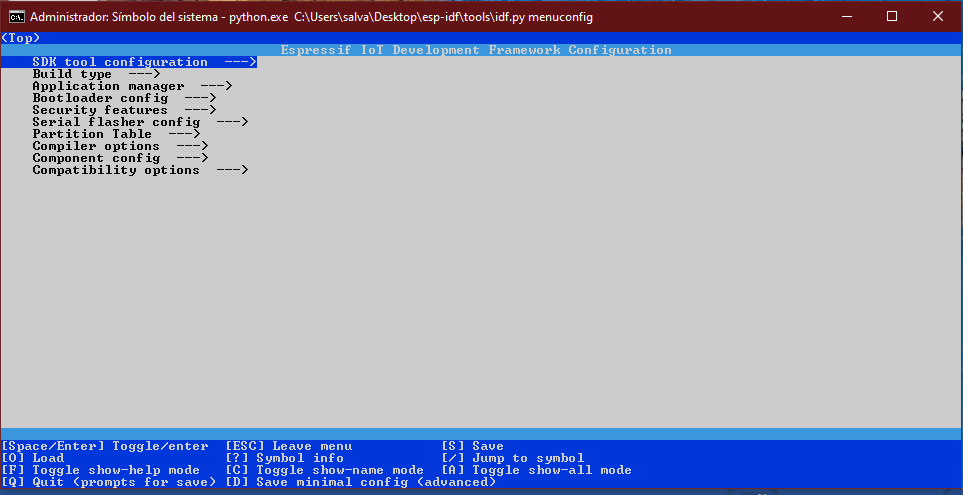 Administrador: Símbolo del sistema - python.exe  C:\Users\salva\Desktop\esp-idf\tools\idf.py menuconfig
(Top)
Espressif IoT Development Framework Configuration
SDK tool configuration  --->
Build type  --->
Application manager  --->
Bootloader config  --->
Security features  --->
Serial flasher config  --->
Partition Table  --->
Compiler options  --->
Component config  --->
Compatibility options  --->
[Space/Enter] Toggle/enter  [ESC] Leave menu           [S] Save
[O] Load                    [?] Symbol info            [/] Jump to symbol
[F] Toggle show-help mode   [C] Toggle show-name mode  [A] Toggle show-all mode
[Q] Quit (prompts for save) [D] Save minimal config (advanced)